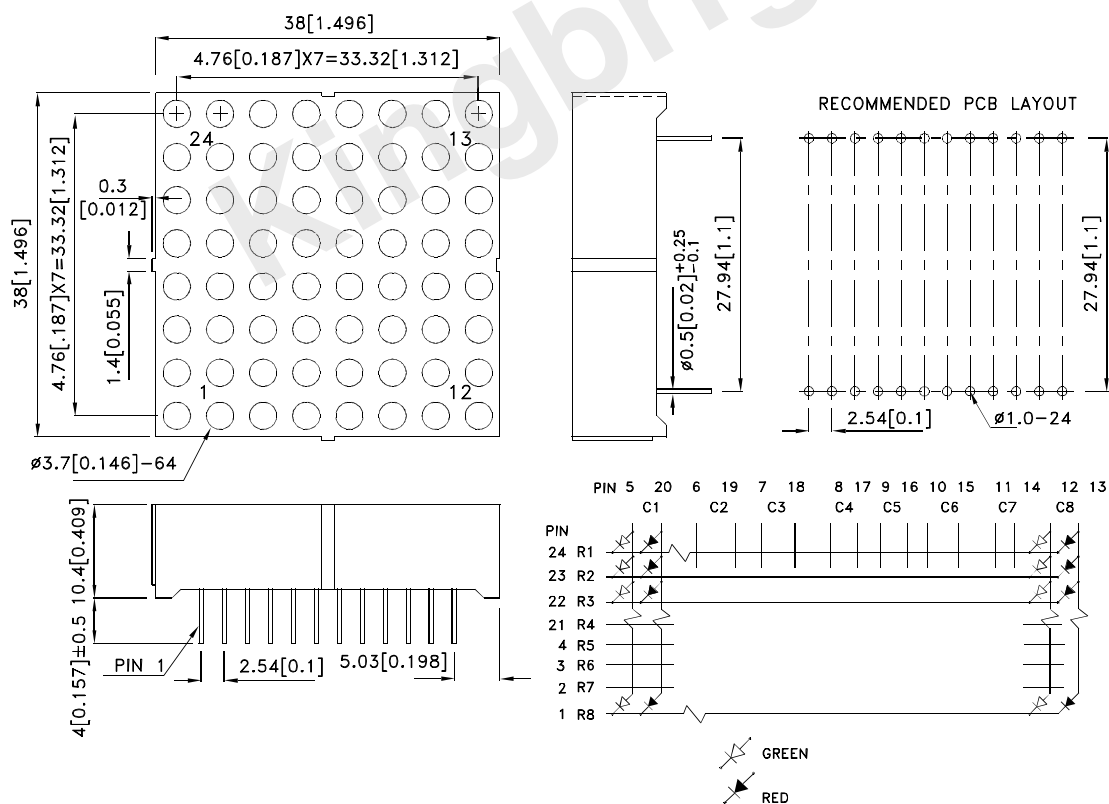 38[1.496]
4.76[0.187]X7=33.32[1.312]
24
13
0.3
[0.012]
38[1.496]
4.76[.187]X7=33.32[1.312]
1.4[0.055]
1
12
ø3.7[0.146]-64
ø0.5[0.02]+0.25
-0.1
27.94[1.1]
RECOMMENDED PCB LAYOUT
27.94[1.1]
2.54[0.1]
ø1.0-24
10.4[0.409]
4[0.157]±0.5
PIN 1
2.54[0.1]
5.03[0.198]
PIN 5 20 6 19 7 18 8 17 9 16 10 15 11 14 12 13
C1 C2 C3 C4 C5 C6 C7 C8
PIN
24 R1
23 R2
22 R3
21 R4
4 R5
3 R6
2 R7
1 R8
GREEN
RED
Kingbrig